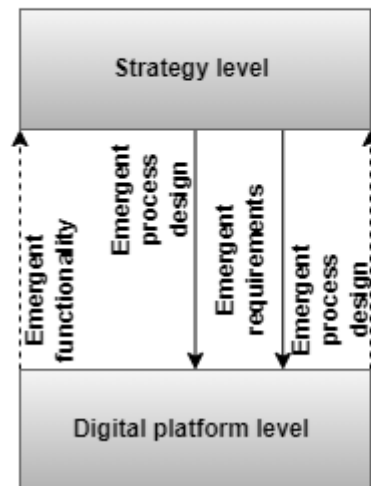 Strategy level
Emergent
functionality
Emergent
process
design
Emergent
requirements
Emergent
process
design
Digital platform level